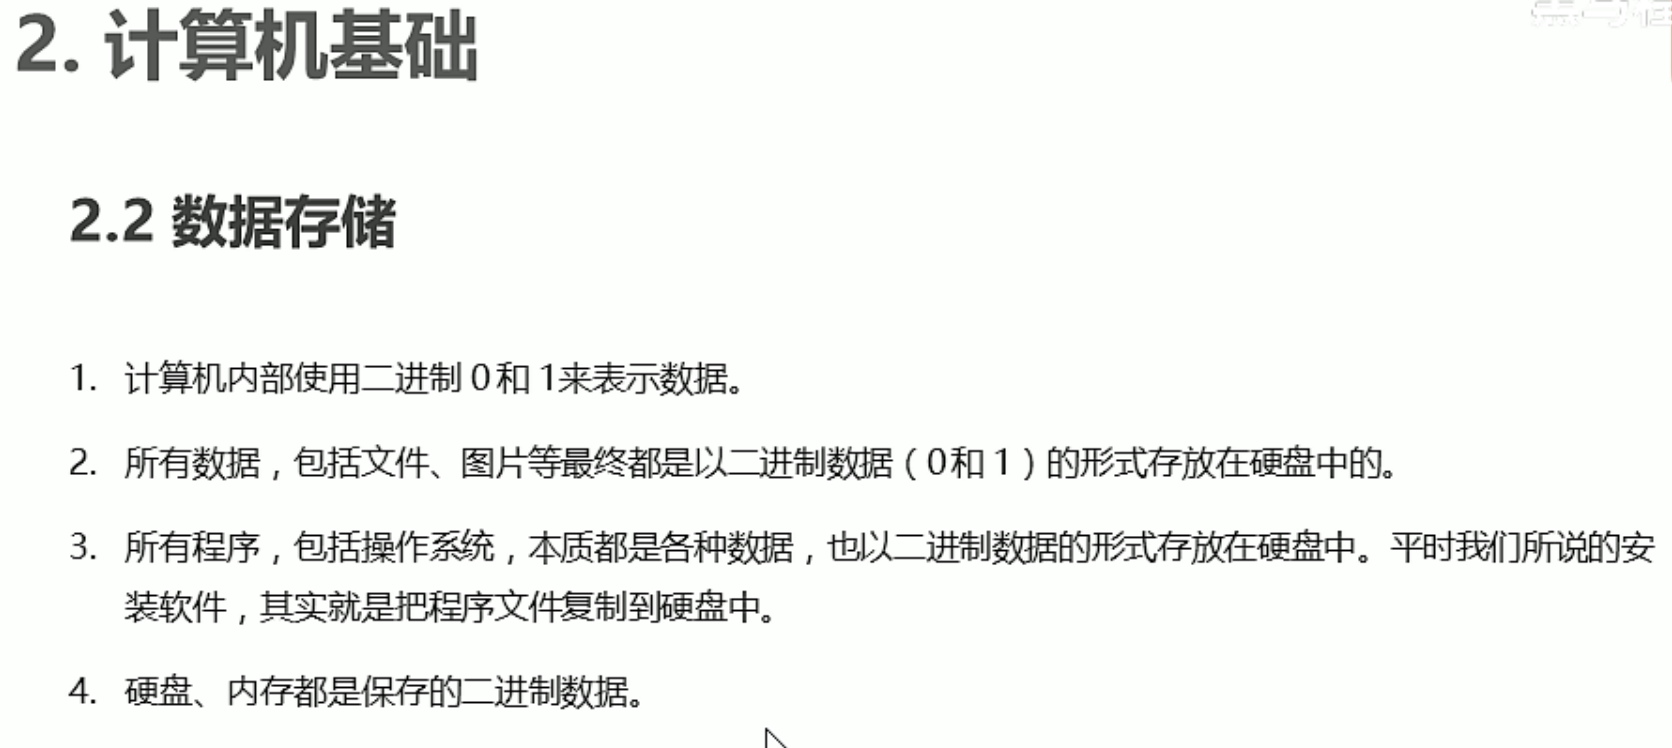 2. 计算机基础
2.2 数据存储
1. 计算机内部使用二进制 0 和 1来表示数据。
2. 所有数据，包括文件、图片等最终都是以二进制数据（0和 1）的形式存放在硬盘中的。
3. 所有程序，包括操作系统，本质都是各种数据，也以二进制数据的形式存放在硬盘中。平时我们所说的安
装软件，其实就是把程序文件复制到硬盘中。
4. 硬盘、内存都是保存的二进制数据。